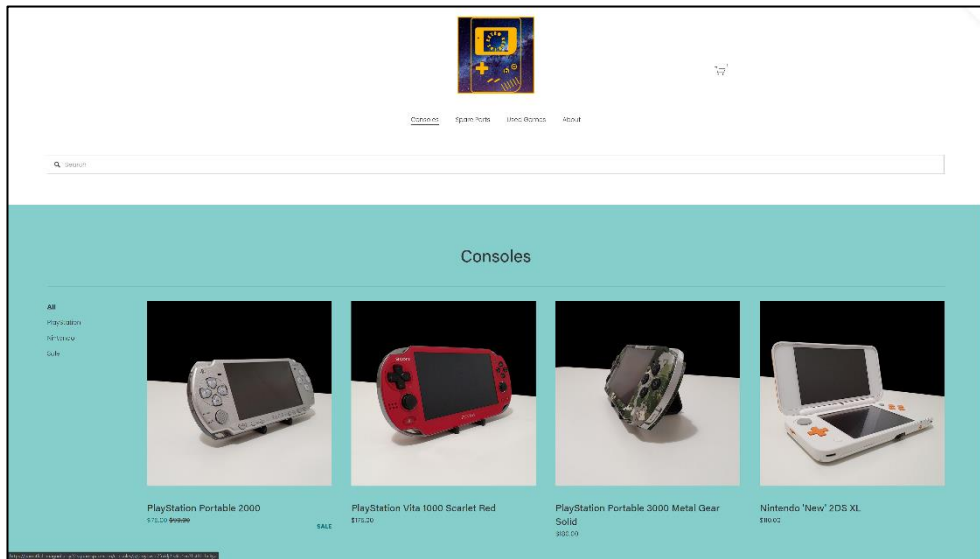 Consoles Spare Parts Used Games About
Search
Consoles
All
PlayStation
Nintendo
Sale
PlayStation Portable 2000
SALE
PlayStation Vita 1000 Scarlet Red
PlayStation Portable 3000 Metal Gear
Solid
Nintendo 'New' 2DS XL